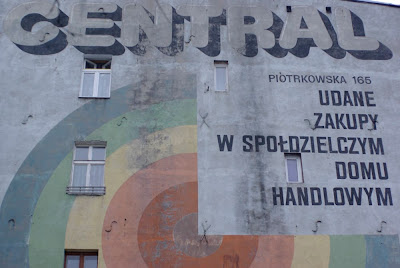 CENTRAL
PIOTRKOWSKA 165
UDANE
ZAKUPY
W SPOŁDZIELCZYM
DOMU
HANDLOWYM